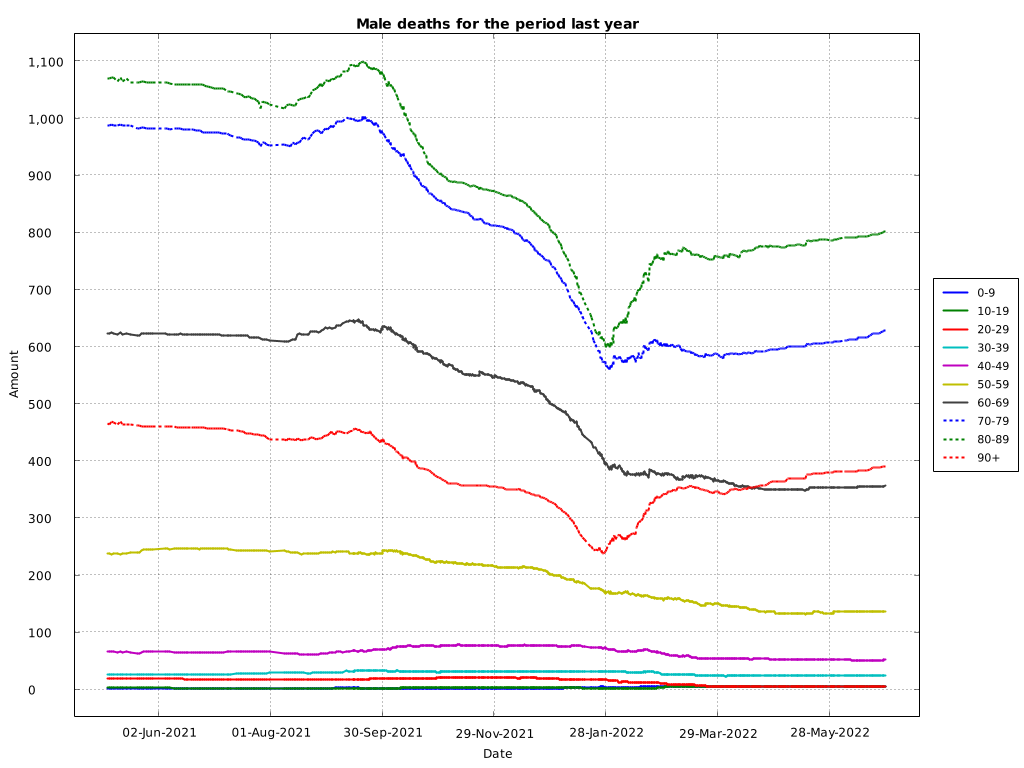 Male deaths for the period last year
1,100
1,000
900
800
700
600
500
400
300
200
100
0
Amount
02-Jun-2021
01-Aug-2021
30-Sep-2021
29-Nov-2021
28-Jan-2022
29-Mar-2022
28-May-2022
Date
0-9
10-19
20-29
30-39
40-49
50-59
60-69
70-79
80-89
90+